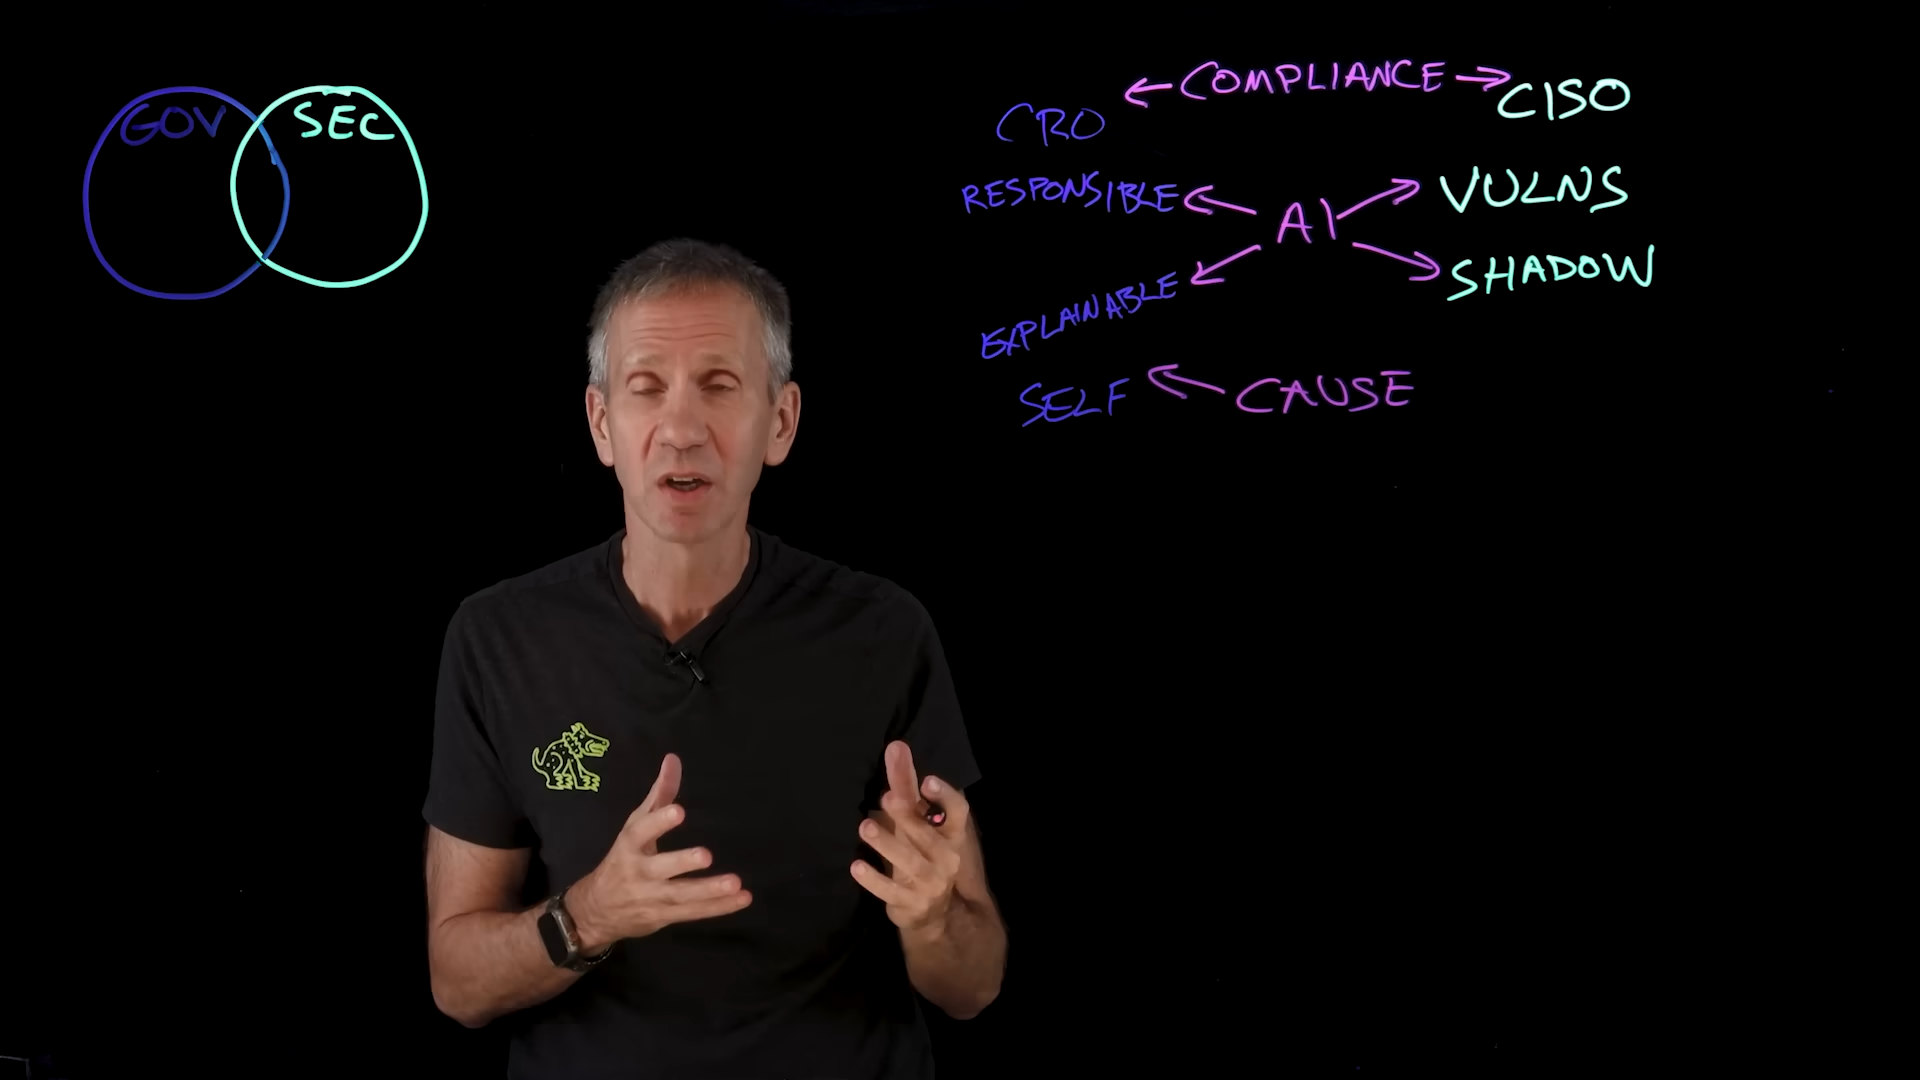 GOV SEC
CRO ← COMPLIANCE → CISO
RESPONSIBLE ← AI → VULNS
EXPLAINABLE SHADOW
SELF ← CAUSE